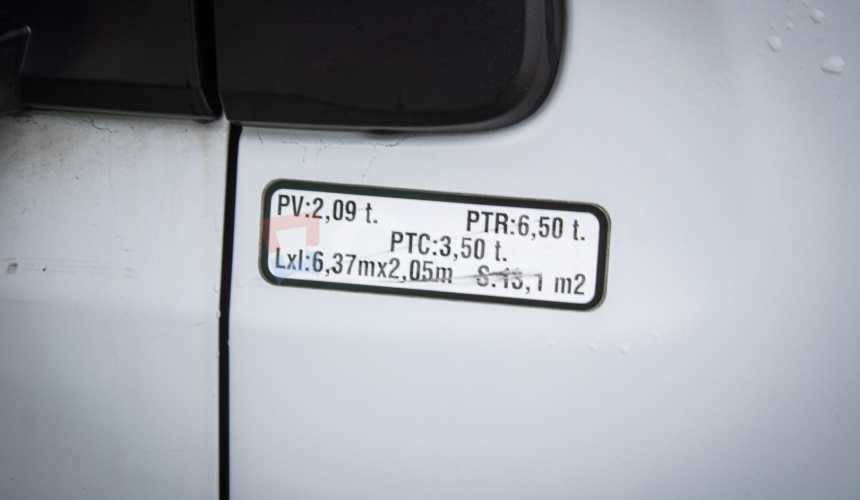 PV:2,09 t. PTR:6,50 t.
PTC:3,50 t.
Lxl:6,37mx2,05m S:13,1 m2